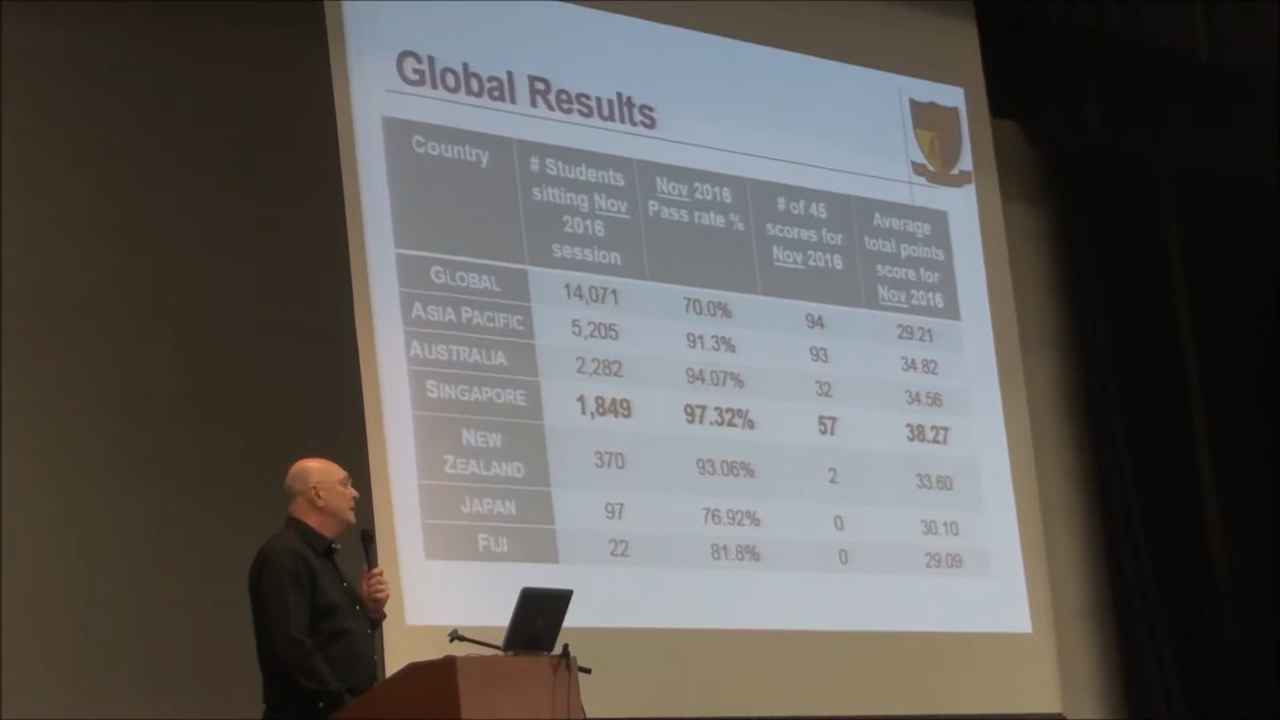 Global Results
Country
# Students
sitting Nov
2016
session
Nov 2016
Pass rate %
# of 45
scores for
Nov 2016
Average
total points
score for
Nov 2016
GLOBAL 14,071 70.0% 94 29.21
ASIA PACIFIC 5,205 91.3% 93 34.82
AUSTRALIA 2,282 94.07% 32 34.56
SINGAPORE 1,849 97.32% 57 38.27
NEW
ZEALAND 370 93.06% 2 33.60
JAPAN 97 76.92% 0 30.10
FIJI 22 81.8% 0 29.09